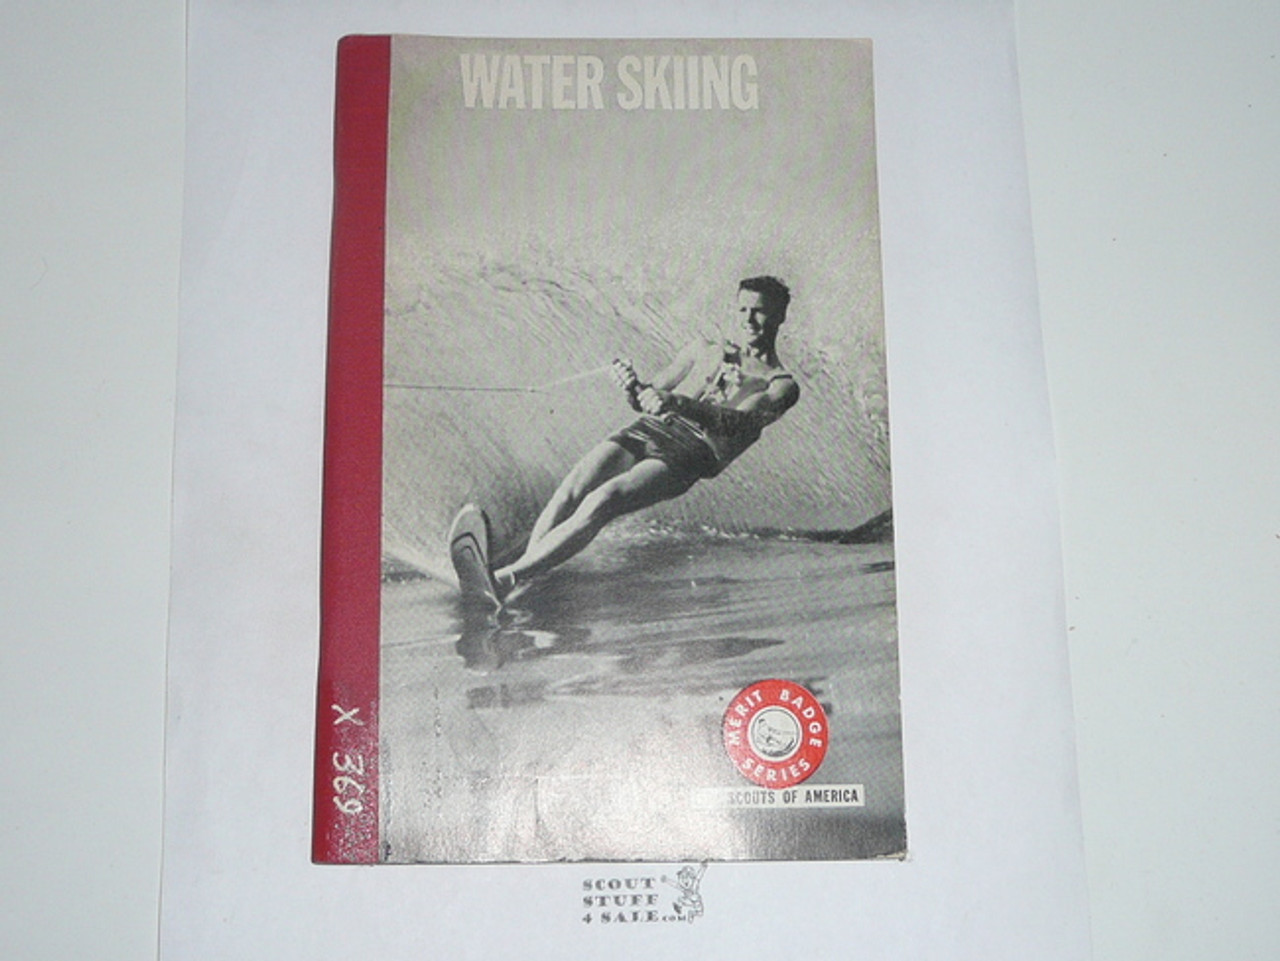 WATER SKIING
X 369
MERIT BADGE
SERIES
SCOUTS OF AMERICA
SCOUT
STUFF
4 SALE.COM